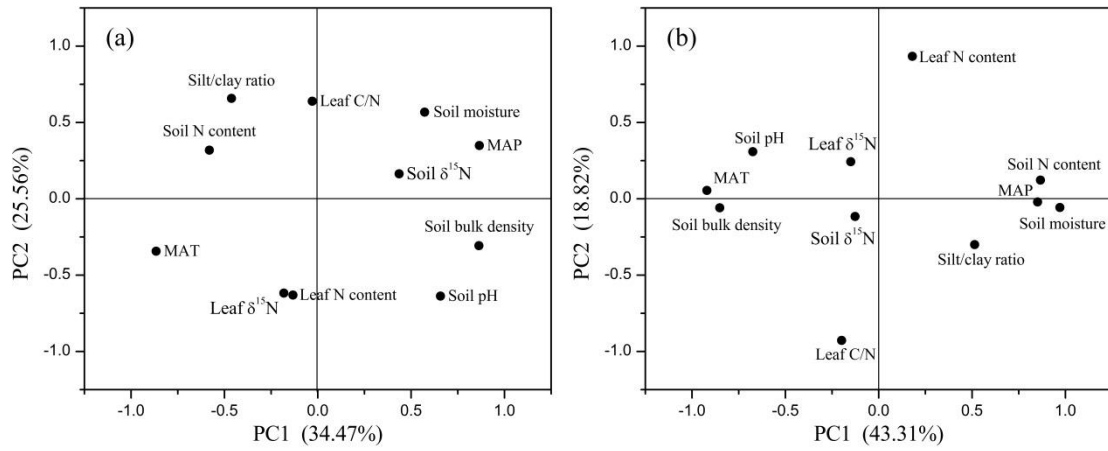 (a)
1.0
0.5
0.0
-0.5
-1.0
PC2 (25.56%)
Silt/clay ratio
Leaf C/N
Soil moisture
Soil N content
MAP
Soil δ¹⁵N
Soil bulk density
MAT
Leaf δ¹⁵N
Leaf N content
Soil pH
-1.0 -0.5 0.0 0.5 1.0
PC1 (34.47%)
(b)
1.0
0.5
0.0
-0.5
-1.0
PC2 (18.82%)
Leaf N content
Soil pH
Leaf δ¹⁵N
Soil N content
MAT
MAP
Soil bulk density
Soil δ¹⁵N
Soil moisture
Silt/clay ratio
Leaf C/N
-1.0 -0.5 0.0 0.5 1.0
PC1 (43.31%)